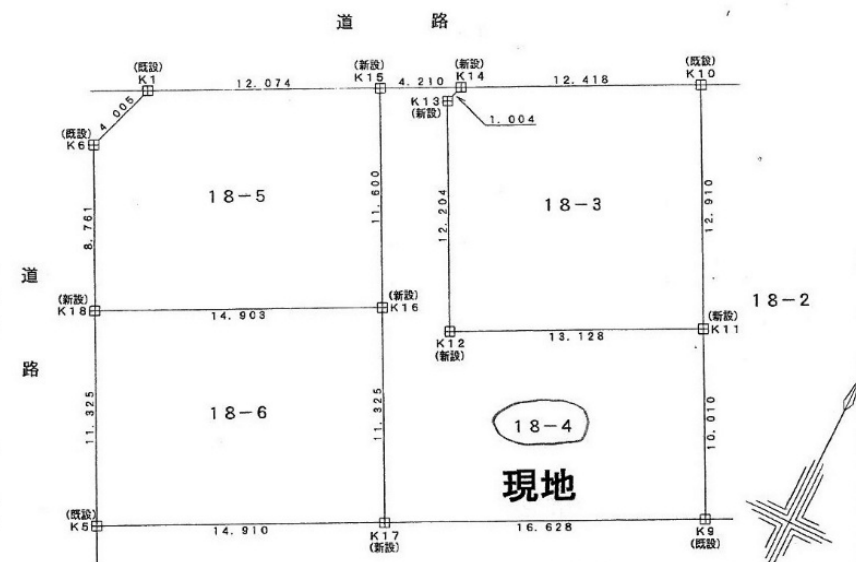 道 路
(既設)
K1
12.074
(新設)
K15
4.210
(新設)
K14
12.418
(既設)
K10
4.005
K13
(新設)
1.004
(既設)
K6
18-5
11.600
12.204
18-3
12.910
8.761
道
路
18-2
(新設)
K18
14.903
(新設)
K16
K12
(新設)
13.128
(新設)
K11
11.325
18-6
11.325
18-4
10.010
現地
(既設)
K5
14.910
K17
(新設)
16.628
K9
(既設)